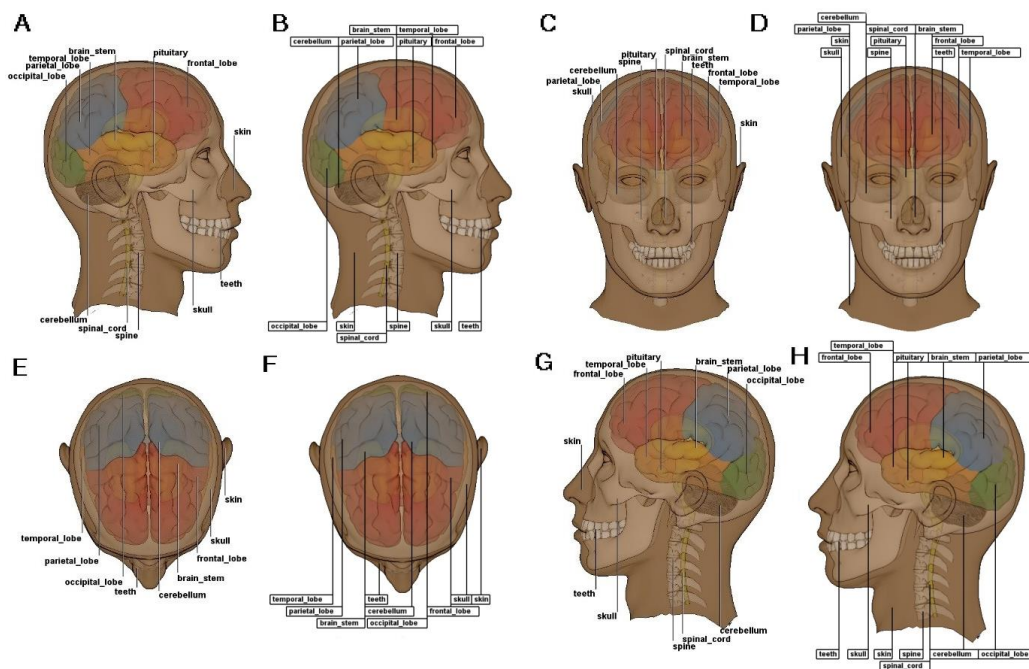 A
brain_stem
temporal_lobe
parietal_lobe
occipital_lobe
pituitary
frontal_lobe
skin
teeth
skull
cerebellum
spinal_cord
spine
B
brain_stem temporal_lobe
cerebellum parietal_lobe pituitary frontal_lobe
occipital_lobe skin spine skull teeth
spinal_cord
C
pituitary spinal_cord
spine brain_stem
cerebellum teeth
parietal_lobe frontal_lobe
skull temporal_lobe
skin
D
cerebellum
parietal_lobe spinal_cord brain_stem
skin pituitary frontal_lobe
skull spine teeth temporal_lobe
E
skin
temporal_lobe skull
parietal_lobe frontal_lobe
occipital_lobe brain_stem
teeth cerebellum
F
temporal_lobe teeth skull skin
parietal_lobe cerebellum frontal_lobe
brain_stem occipital_lobe
G
pituitary
temporal_lobe brain_stem
frontal_lobe parietal_lobe
occipital_lobe
skin
teeth
skull
cerebellum
spinal_cord
spine
H
temporal_lobe
frontal_lobe pituitary brain_stem parietal_lobe
teeth skull skin spine cerebellum occipital_lobe
spinal_cord